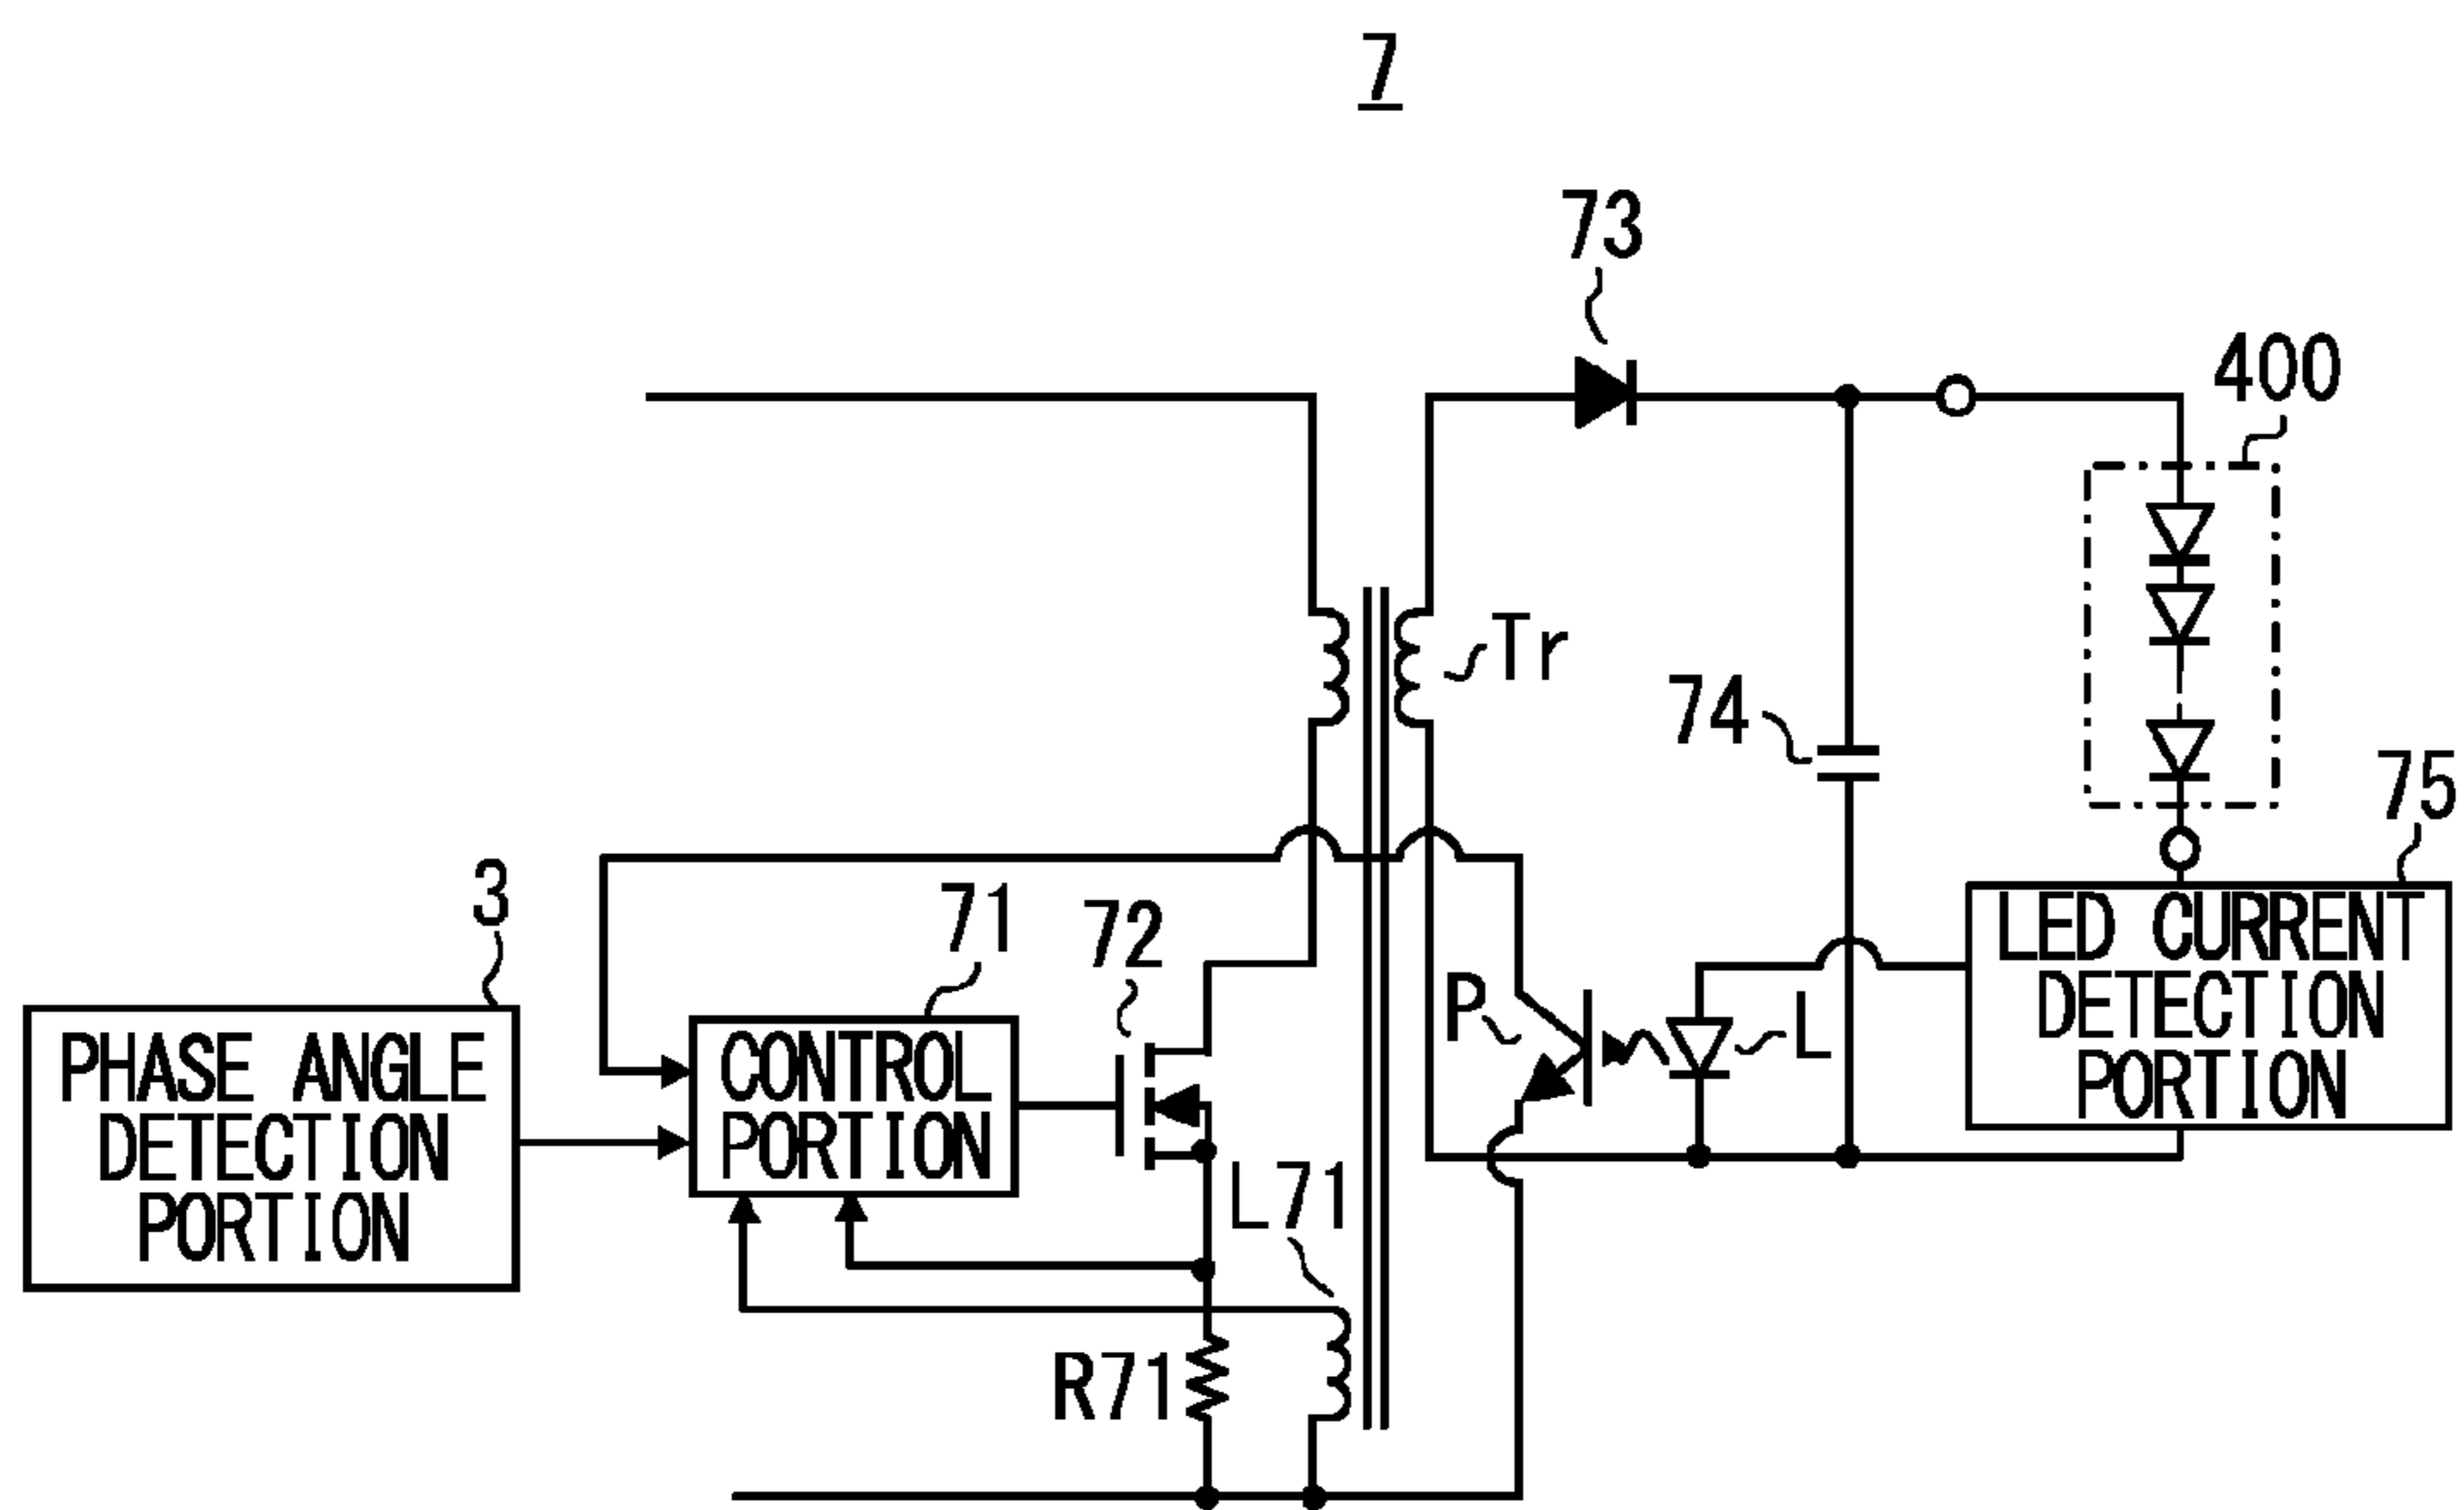 7
73
400
Tr
74
75
3
71
72
LED CURRENT
DETECTION
PORTION
P
L
PHASE ANGLE
DETECTION
PORTION
CONTROL
PORTION
L71
R71